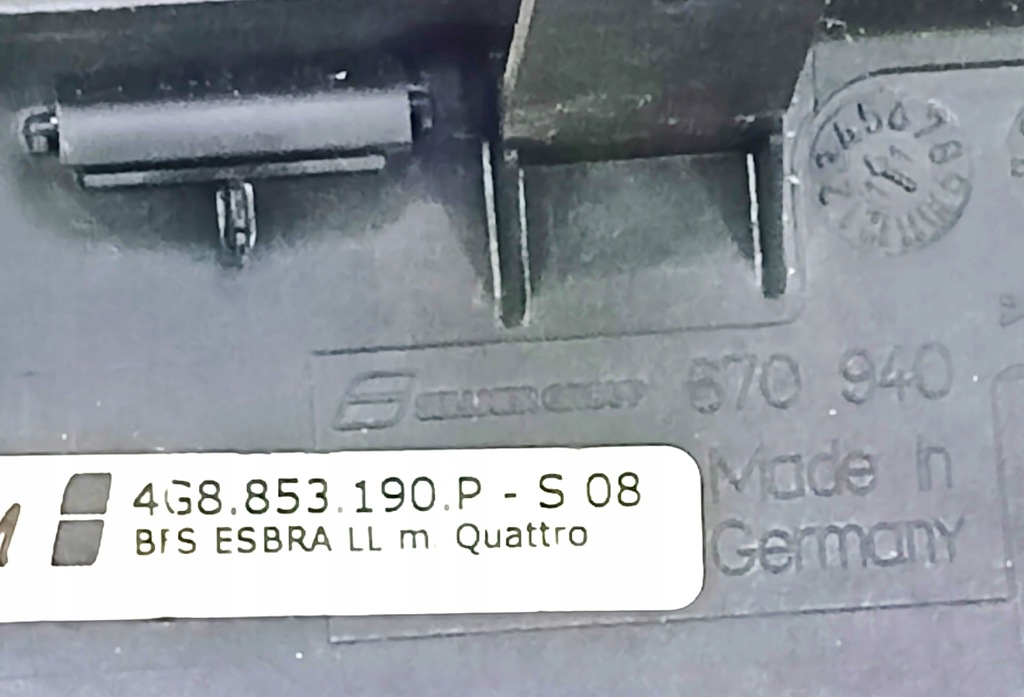 670 940
Made In
Germany
4G8.853.190.P - S 08
BFS ESBRA LL m. Quattro